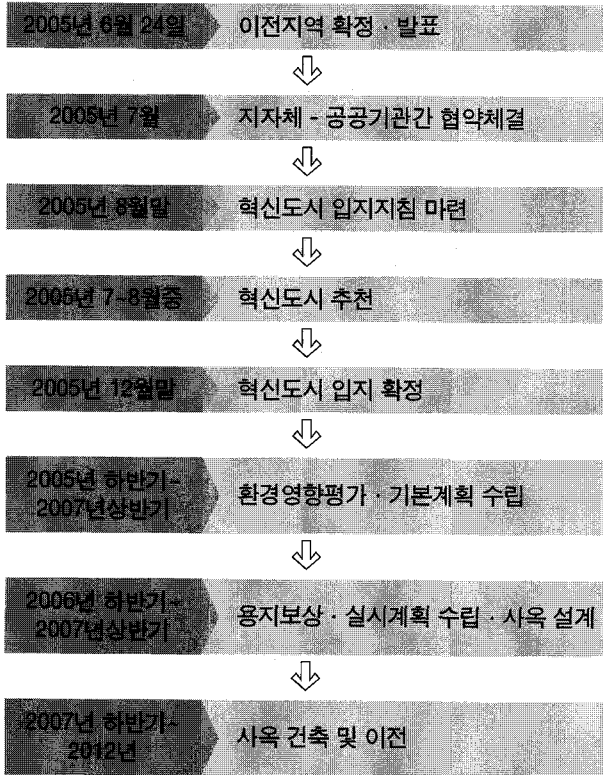 2005년 6월 24일
이전지역 확정 · 발표
2005년 7월
지자체 - 공공기관간 협약체결
2005년 8월말
혁신도시 입지지침 마련
2005년 7~8월중
혁신도시 추천
2005년 12월말
혁신도시 입지 확정
2005년 하반기~
2007년상반기
환경영향평가 · 기본계획 수립
2006년 하반기~
2007년상반기
용지보상 · 실시계획 수립 · 사옥 설계
2007년 하반기~
2012년
사옥 건축 및 이전